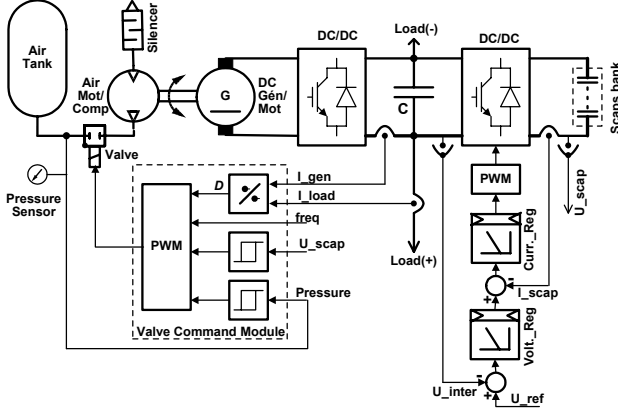 Air
Tank
Silencer
Air
Mot/
Comp
DC
Gén/
Mot
G
DC/DC
Load(-)
DC/DC
C
Scaps bank
Valve
Pressure
Sensor
I_gen
D
I_load
freq
PWM
U_scap
Pressure
Valve Command Module
Load(+)
PWM
U_scap
Curr._Reg
-
+
I_scap
Volt._Reg
-
+
U_inter
U_ref